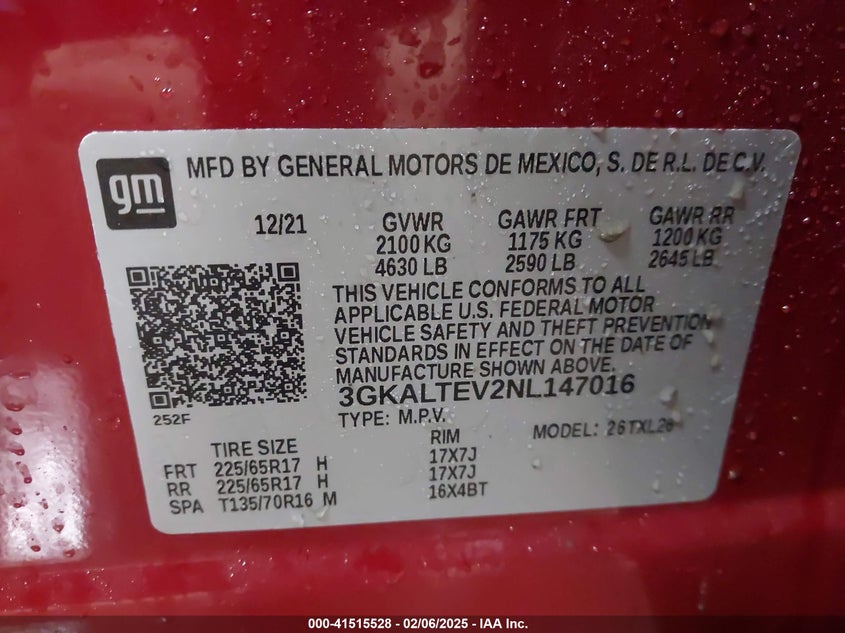 gm
MFD BY GENERAL MOTORS DE MEXICO, S. DE R.L. DE C.V.
12/21 GVWR GAWR FRT GAWR RR
2100 KG 1175 KG 1200 KG
4630 LB 2590 LB 2645 LB
THIS VEHICLE CONFORMS TO ALL
APPLICABLE U.S. FEDERAL MOTOR
VEHICLE SAFETY AND THEFT PREVENTION
STANDARDS IN EFFECT ON THE DATE OF
MANUFACTURE SHOWN ABOVE.
3GKALTEV2NL147016
252F TYPE: M.P.V. MODEL: 26TXL26
TIRE SIZE RIM
FRT 225/65R17 H 17X7J
RR 225/65R17 H 17X7J
SPA T135/70R16 M 16X4BT
000-41515528 - 02/06/2025 - IAA Inc.